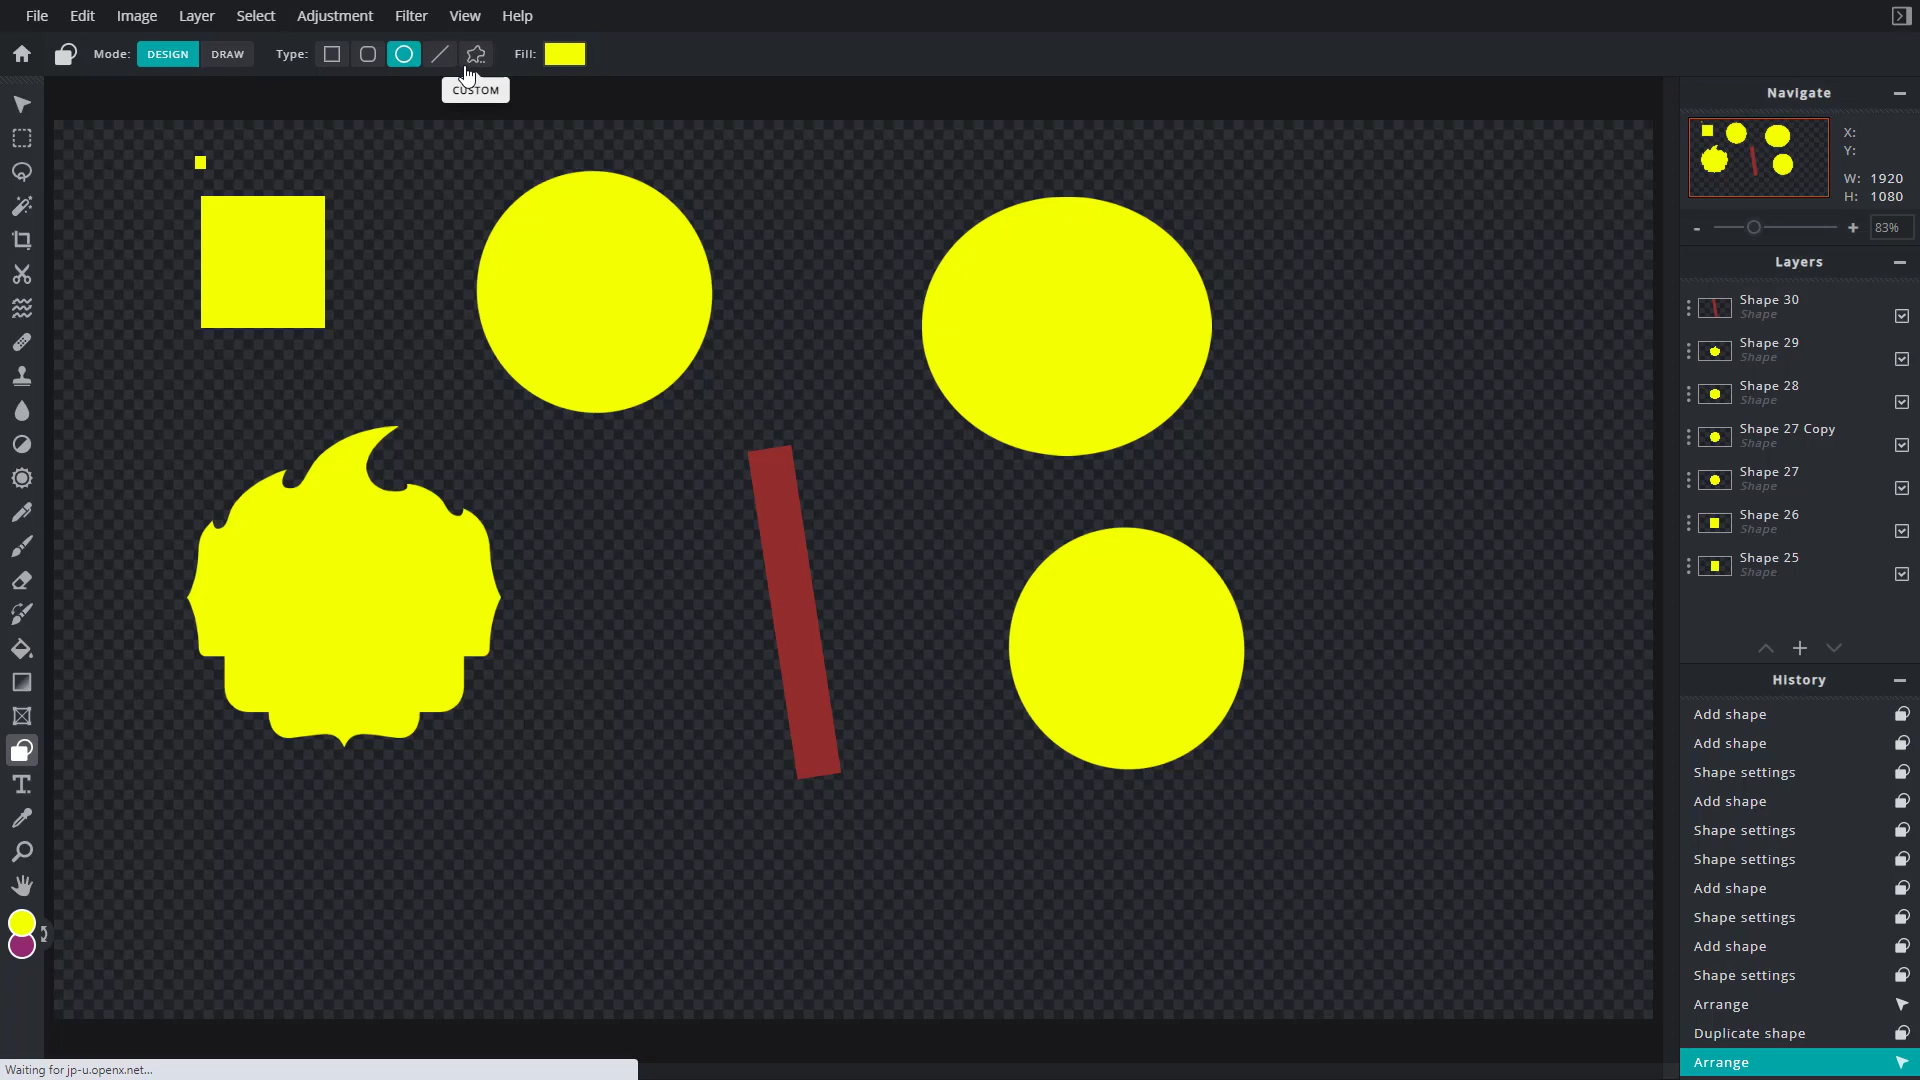 File Edit Image Layer Select Adjustment Filter View Help
Mode: DESIGN DRAW Type: Fill:
CUSTOM
Navigate
X:
Y:
W: 1920
H: 1080
- + 83%
Layers
Shape 30
Shape
Shape 29
Shape
Shape 28
Shape
Shape 27 Copy
Shape
Shape 27
Shape
Shape 26
Shape
Shape 25
Shape
History
Add shape
Add shape
Shape settings
Add shape
Shape settings
Shape settings
Add shape
Shape settings
Add shape
Shape settings
Arrange
Duplicate shape
Arrange
Waiting for jp-u.openx.net...